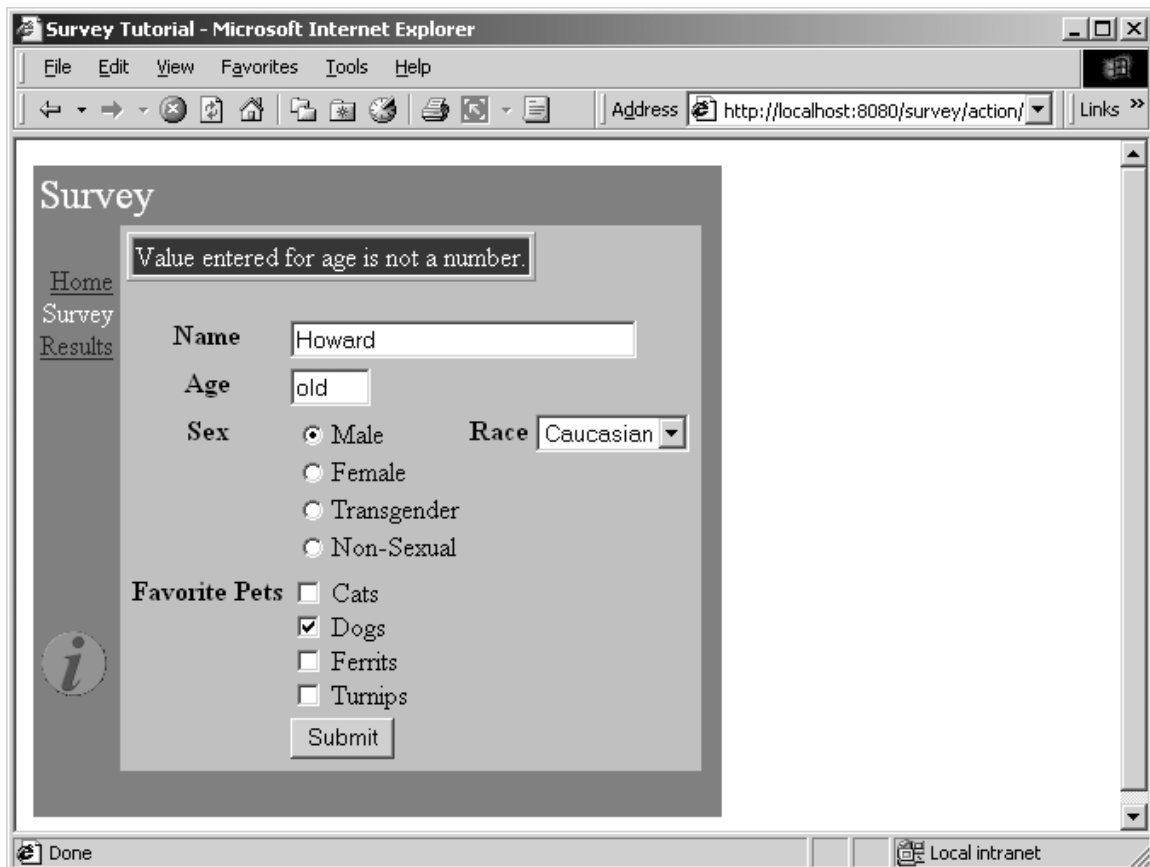 Survey Tutorial - Microsoft Internet Explorer
File Edit View Favorites Tools Help
Address http://localhost:8080/survey/action/ Links »
Survey
Value entered for age is not a number.
Home
Survey
Results
Name Howard
Age old
Sex Male Race Caucasian
Female
Transgender
Non-Sexual
Favorite Pets Cats
Dogs
Ferrits
Turnips
i
Submit
Done Local intranet